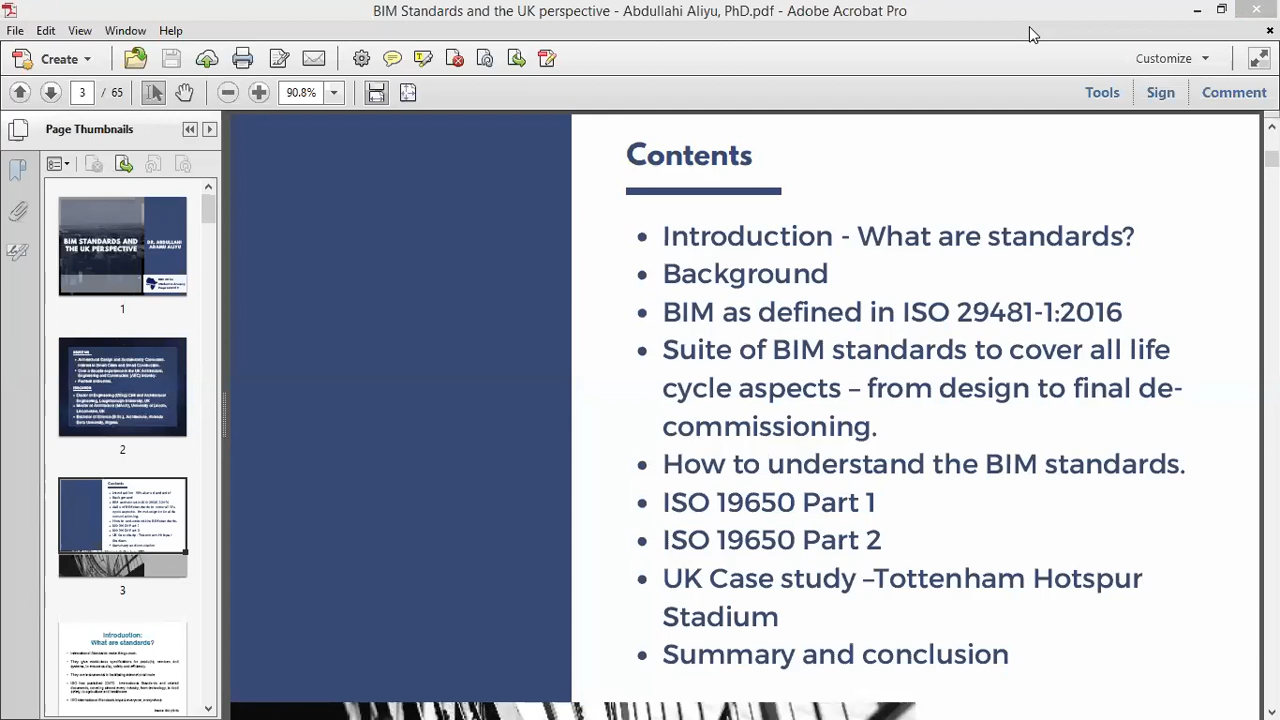 BIM Standards and the UK perspective - Abdullahi Aliyu, PhD.pdf - Adobe Acrobat Pro
File Edit View Window Help
Create
Customize
3 / 65
90.8%
Tools Sign Comment
Page Thumbnails
BIM STANDARDS AND
THE UK PERSPECTIVE
DR. ABDULLAHI
ADAMU ALIYU
1
2
3
Introduction:
What are standards?
Contents
• Introduction - What are standards?
• Background
• BIM as defined in ISO 29481-1:2016
• Suite of BIM standards to cover all life
cycle aspects – from design to final de-
commissioning.
• How to understand the BIM standards.
• ISO 19650 Part 1
• ISO 19650 Part 2
• UK Case study –Tottenham Hotspur
Stadium
• Summary and conclusion